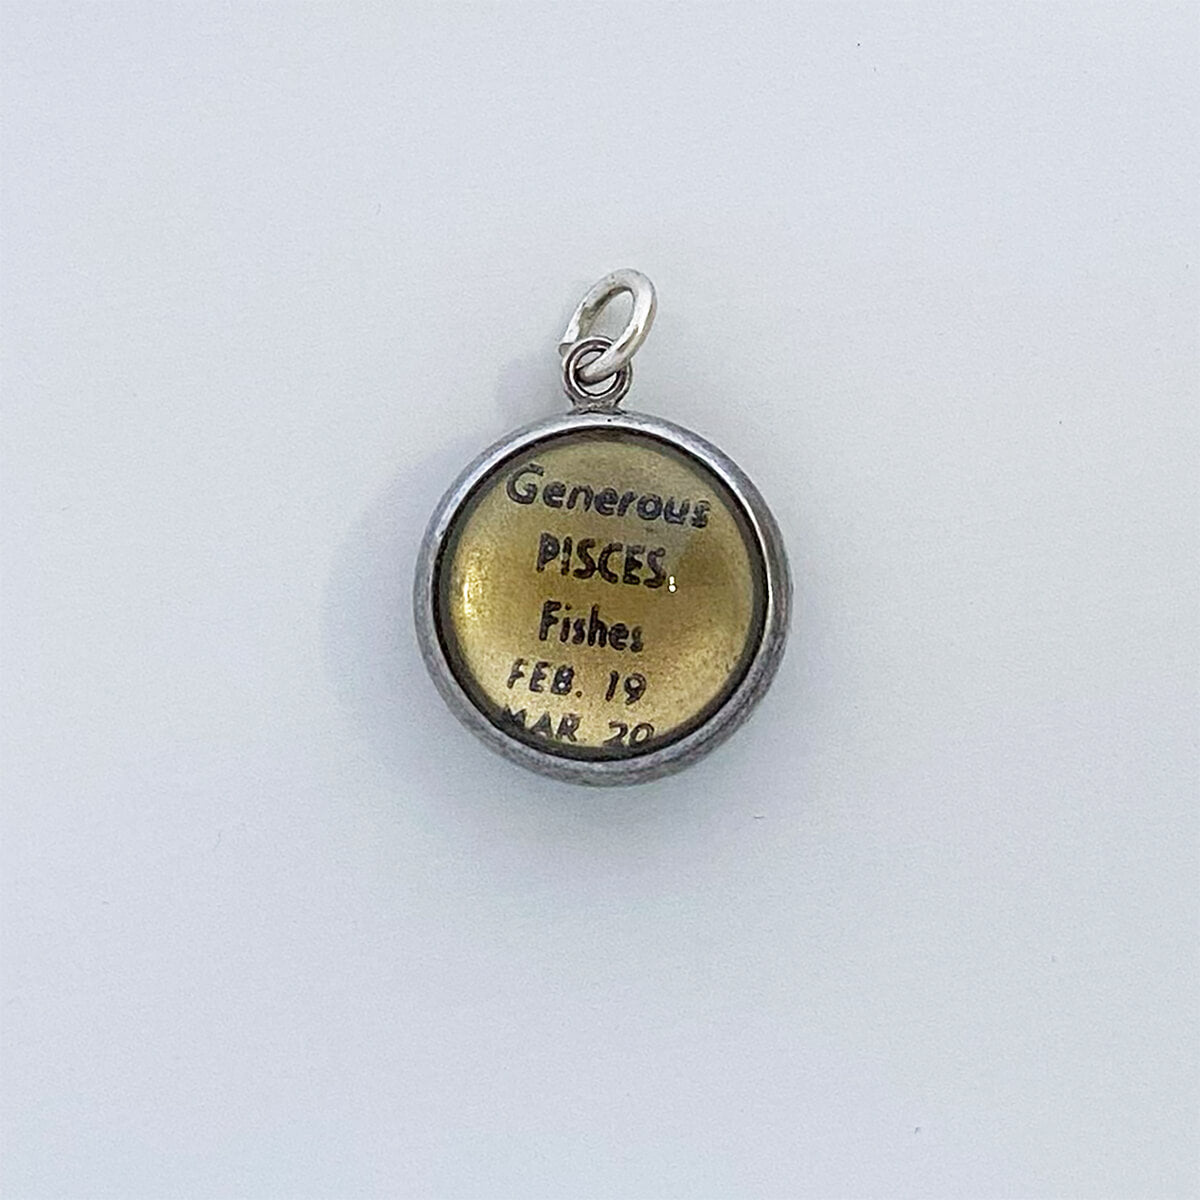 Generous
PISCES
Fishes
FEB. 19
MAR. 20